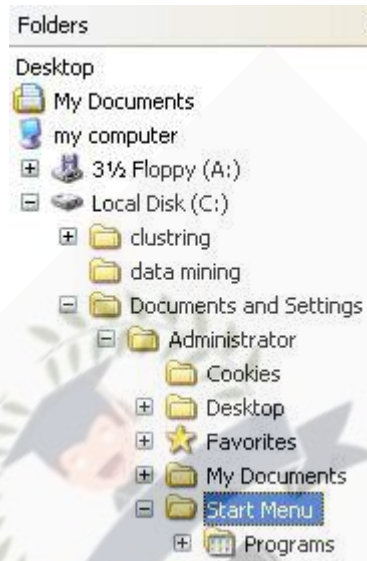 Folders
Desktop
My Documents
my computer
3½ Floppy (A:)
Local Disk (C:)
clustring
data mining
Documents and Settings
Administrator
Cookies
Desktop
Favorites
My Documents
Start Menu
Programs